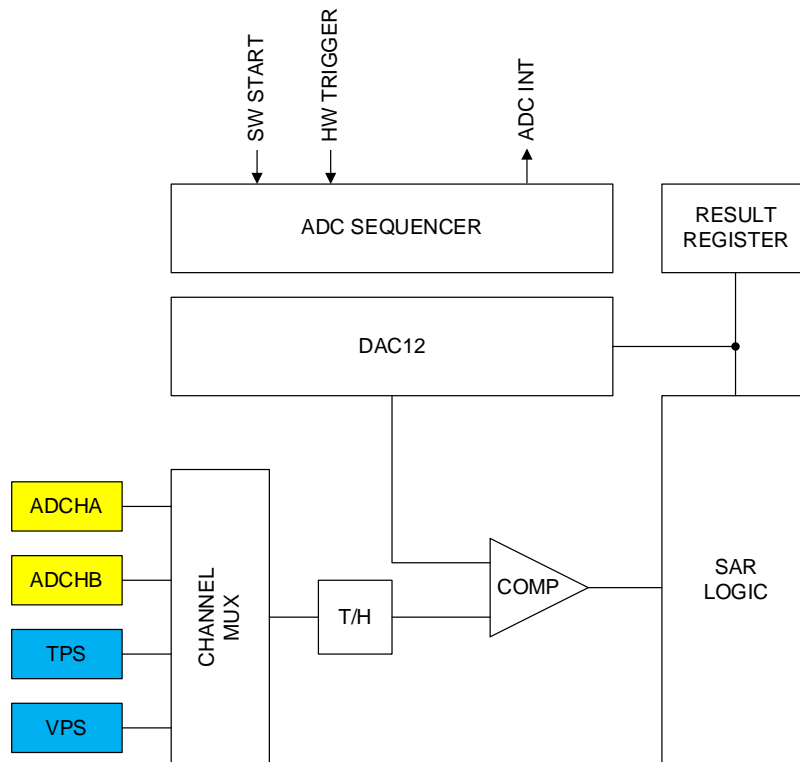 SW START
HW TRIGGER
ADC INT
ADC SEQUENCER
RESULT
REGISTER
DAC12
ADCHA
ADCHB
TPS
VPS
CHANNEL
MUX
T/H
COMP
SAR
LOGIC